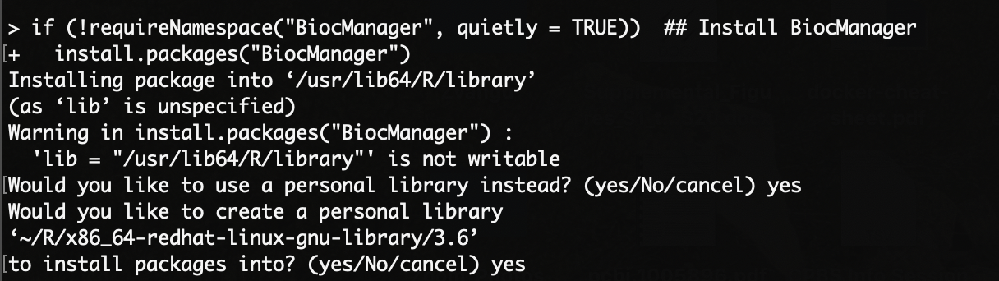 > if (!requireNamespace("BiocManager", quietly = TRUE))  ## Install BiocManager
[+   install.packages("BiocManager")
Installing package into ‘/usr/lib64/R/library’
(as ‘lib’ is unspecified)
Warning in install.packages("BiocManager") :
  'lib = "/usr/lib64/R/library"' is not writable
[Would you like to use a personal library instead? (yes/No/cancel) yes
Would you like to create a personal library
‘~/R/x86_64-redhat-linux-gnu-library/3.6’
[to install packages into? (yes/No/cancel) yes